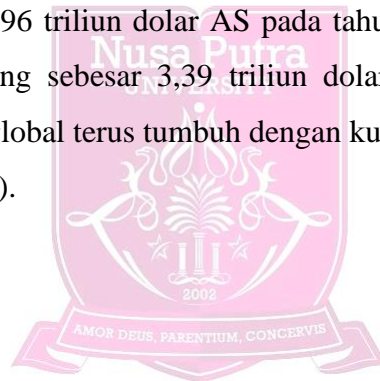 96 triliun dolar AS pada tahu
Nusa Putra
ng sebesar 3,39 triliun dolar
UNIVERSITY
lobal terus tumbuh dengan ku
).
2002
AMOR DEUS, PARENTIUM, CONCERVIS